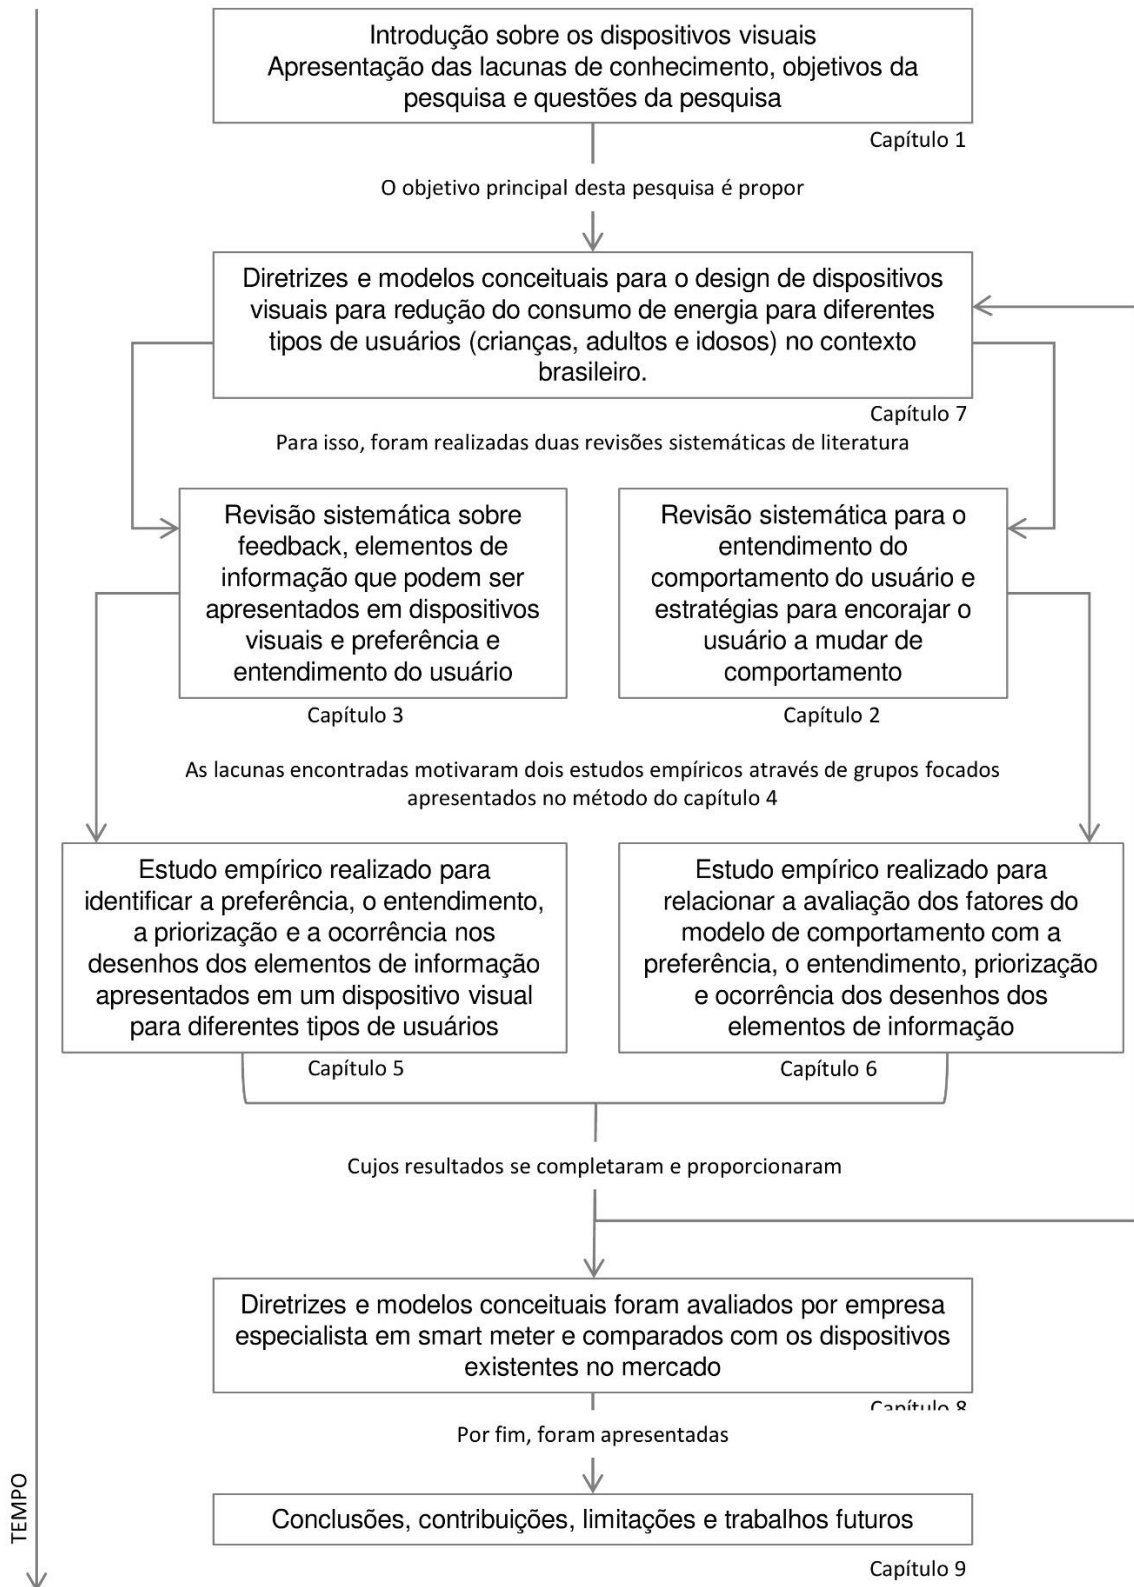 Introdução sobre os dispositivos visuais
Apresentação das lacunas de conhecimento, objetivos da
pesquisa e questões da pesquisa
Capítulo 1
O objetivo principal desta pesquisa é propor
Diretrizes e modelos conceituais para o design de dispositivos
visuais para redução do consumo de energia para diferentes
tipos de usuários (crianças, adultos e idosos) no contexto
brasileiro.
Capítulo 7
Para isso, foram realizadas duas revisões sistemáticas de literatura
Revisão sistemática sobre
feedback, elementos de
informação que podem ser
apresentados em dispositivos
visuais e preferência e
entendimento do usuário
Capítulo 3
Revisão sistemática para o
entendimento do
comportamento do usuário e
estratégias para encorajar o
usuário a mudar de
comportamento
Capítulo 2
As lacunas encontradas motivaram dois estudos empíricos através de grupos focados
apresentados no método do capítulo 4
Estudo empírico realizado para
identificar a preferência, o entendimento,
a priorização e a ocorrência nos
desenhos dos elementos de informação
apresentados em um dispositivo visual
para diferentes tipos de usuários
Capítulo 5
Estudo empírico realizado para
relacionar a avaliação dos fatores do
modelo de comportamento com a
preferência, o entendimento, priorização
e ocorrência dos desenhos dos
elementos de informação
Capítulo 6
Cujos resultados se completaram e proporcionaram
Diretrizes e modelos conceituais foram avaliados por empresa
especialista em smart meter e comparados com os dispositivos
existentes no mercado
Capítulo 8
Por fim, foram apresentadas
Conclusões, contribuições, limitações e trabalhos futuros
Capítulo 9
TEMPO